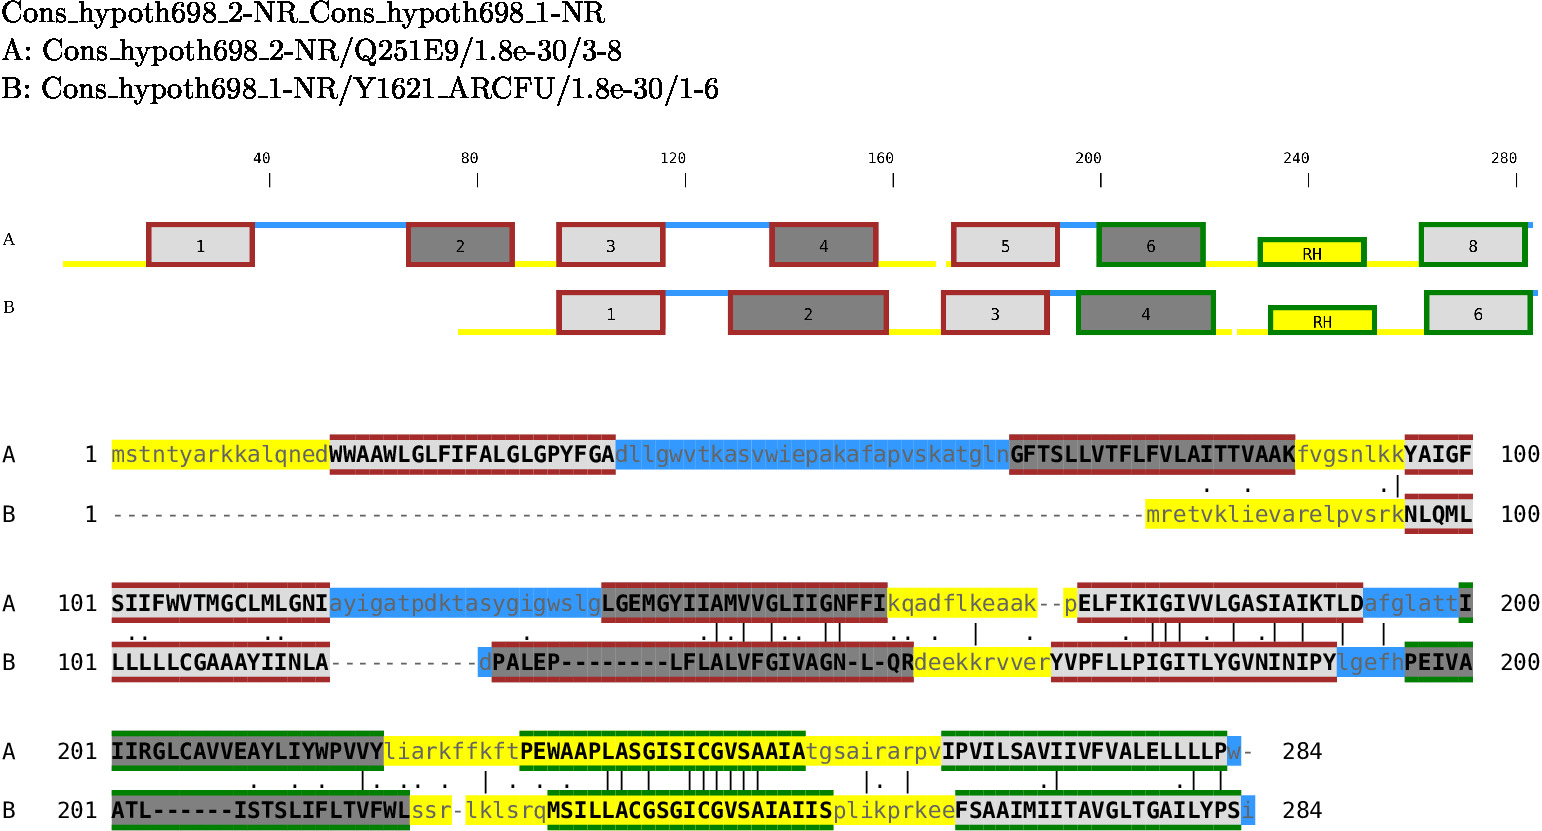 Cons_hypoth698_2-NR_Cons_hypoth698_1-NR
A: Cons_hypoth698_2-NR/Q251E9/1.8e-30/3-8
B: Cons_hypoth698_1-NR/Y1621_ARCFU/1.8e-30/1-6
40 80 120 160 200 240 280
A 1 2 3 4 5 6 RH 8
B 1 2 3 4 RH 6
A 1 mstntyarkkalqnedWWAAWLGLFIFALGLGPYFGAdllgwvtkasvwiepakafapvskatglnGFTSLLVTFLFVLAITTVAAKfvgsnlkkYAIGF 100
. . .|
B 1 ----------------------------------------------------------------------------mretvklievarelpvsrkNLQML 100
A 101 SIIFWVTMGCLMLGNIayigatpdktasygigwslgLGEMGYIIAMVVGLIIGNFFIkqadflkeaak--pELFIKIGIVVLGASIAIKTLDafglattI 200
.. .. . .|.| |.. || .. . | . . ||| . | .| | | |
B 101 LLLLLCGAAAYIINLA-----------dPALEP--------LFLALVFGIVAGN-L-QRdeekkrvverYVPFLLPIGITLYGVNINIPYlgefhPEIVA 200
A 201 IIRGLCAVVEAYLIYWPVVYliarkffkftPEWAAPLASGISICGVSAAIAtgsairarpvIPVILSAVIIVFVALELLLLPw- 284
. . . |. . . | . . . || | |||||| |. | .| .| |
B 201 ATL------ISTSLIFLTVFWLssr-lklsrqMSILLACGSGICGVSAIAIISplikprkeeFSAAIMIITAVGLTGAILYPSi 284